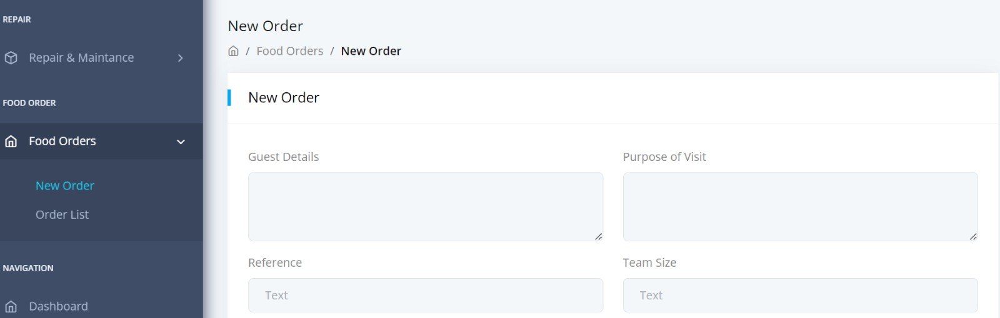 REPAIR
Repair & Maintance
FOOD ORDER
Food Orders
New Order
Order List
NAVIGATION
Dashboard
New Order
/ Food Orders / New Order
New Order
Guest Details
Purpose of Visit
Reference
Team Size
Text
Text